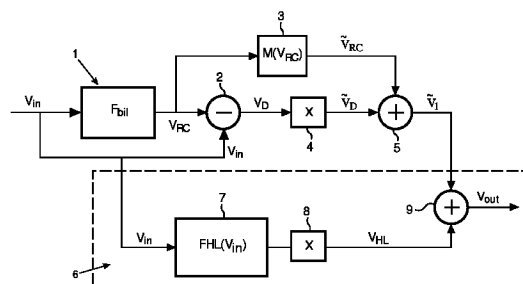 3
M(V_RC)
Ṽ_RC
1
V_in
F_bil
V_RC
2
−
V_D
X
4
Ṽ_D
+
5
Ṽ_1
V_in
7
V_in
FHL(V_in)
8
X
V_HL
9
+
V_out
6